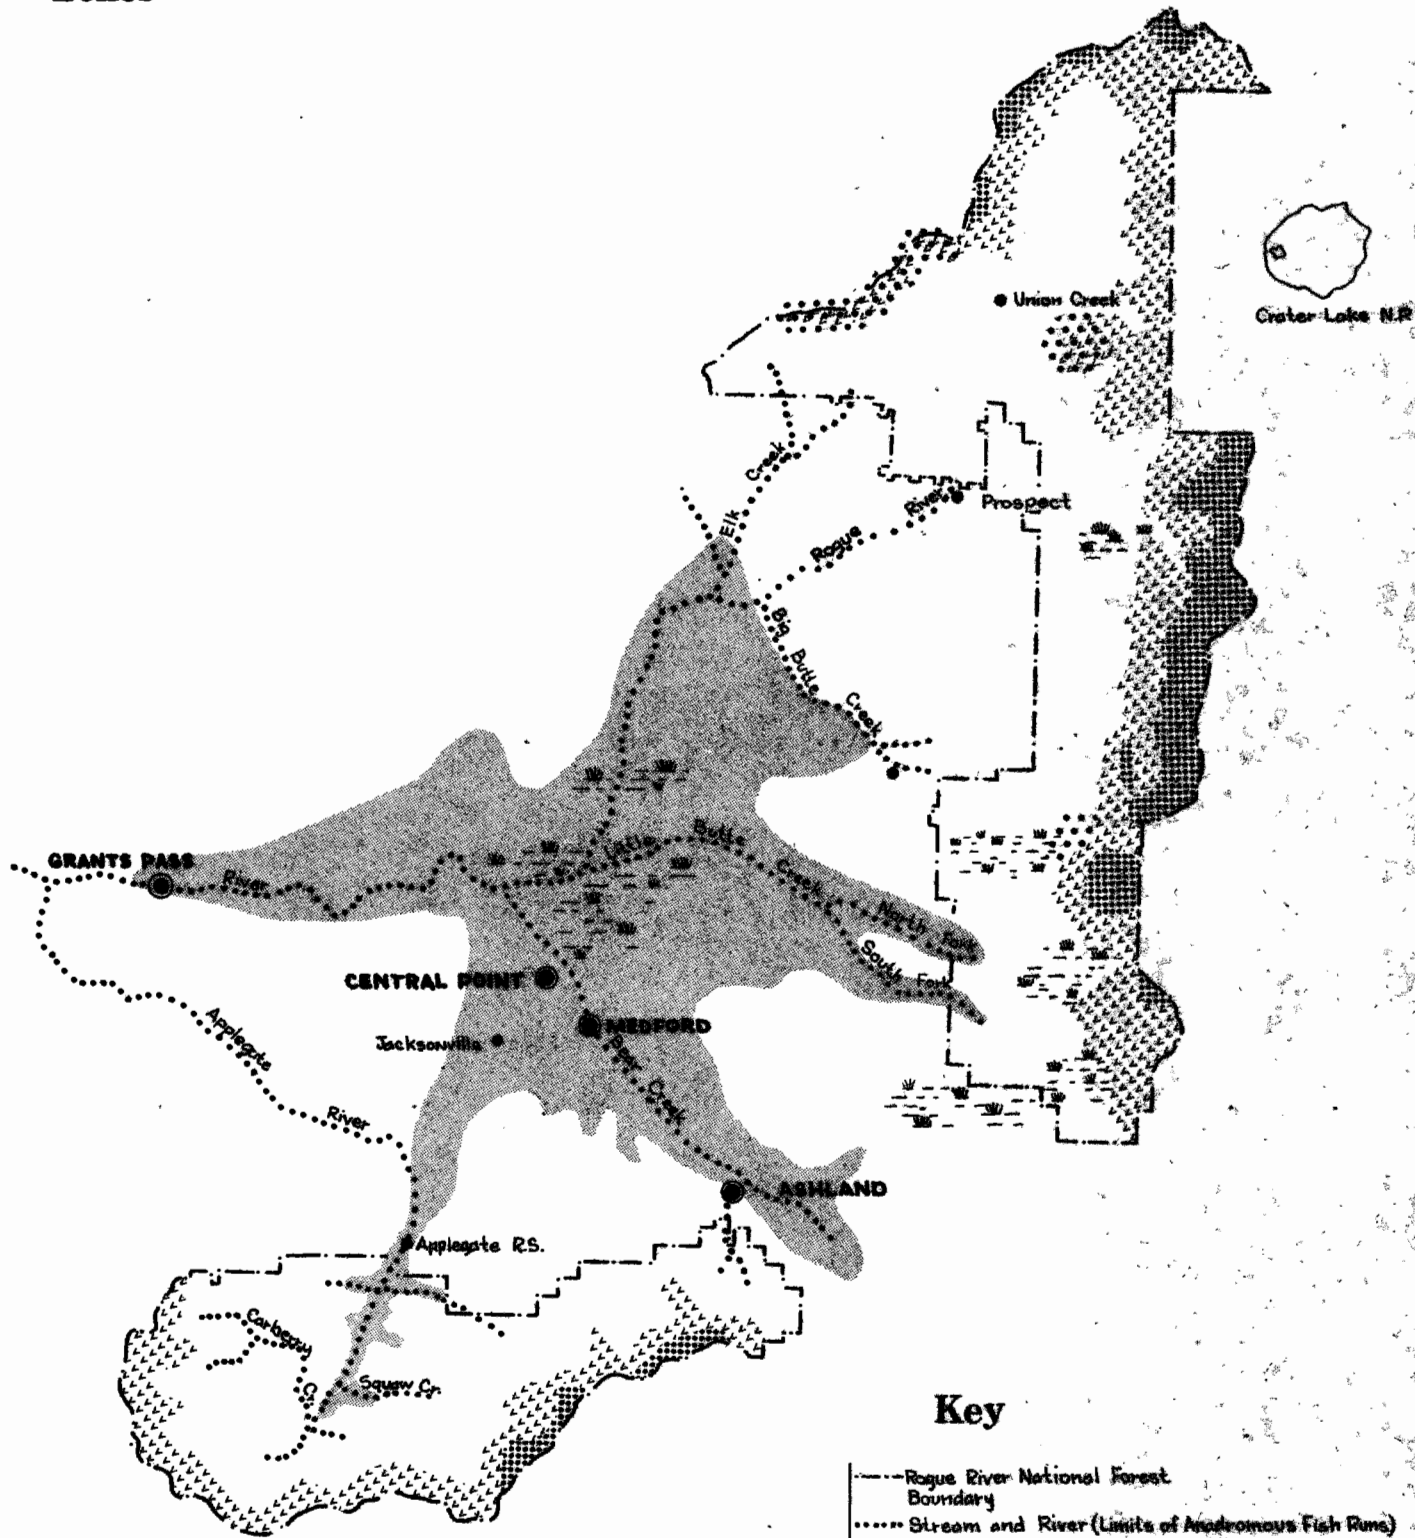 Union Creek
Crater Lake N.P.
Elk Creek
Rogue River
Prospect
Big Butte Creek
GRANTS PASS
River
Little Butte Creek
North Fork
South Fork
CENTRAL POINT
MEDFORD
Jacksonville
Bear Creek
Applegate River
ASHLAND
Applegate R.S.
Carberry Cr.
Squaw Cr.
Key
Rogue River National Forest
Boundary
Stream and River (Limits of Anadromous Fish Runs)